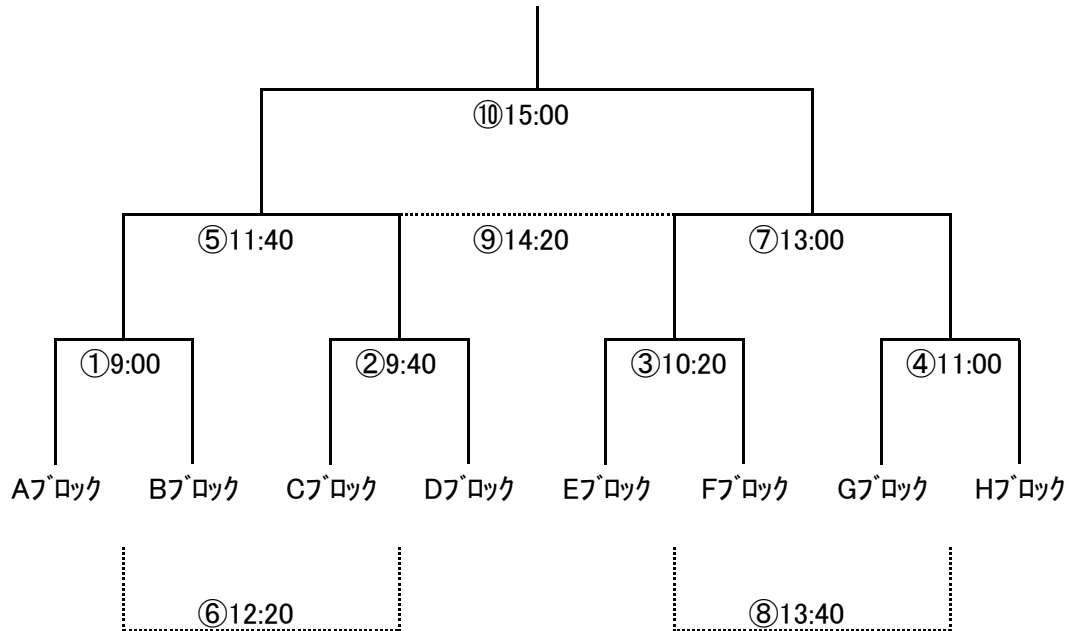 ⑩15:00
⑤11:40 ⑨14:20 ⑦13:00
①9:00 ②9:40 ③10:20 ④11:00
Aﾌﾞﾛｯｸ Bﾌﾞﾛｯｸ Cﾌﾞﾛｯｸ Dﾌﾞﾛｯｸ Eﾌﾞﾛｯｸ Fﾌﾞﾛｯｸ Gﾌﾞﾛｯｸ Hﾌﾞﾛｯｸ
⑥12:20 ⑧13:40